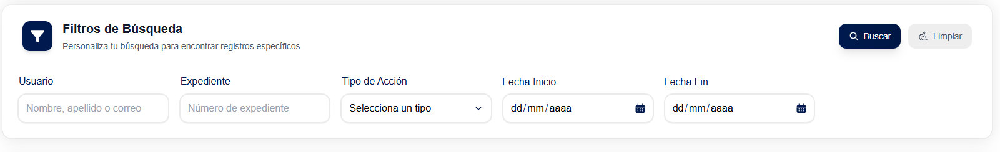 Filtros de Búsqueda
Personaliza tu búsqueda para encontrar registros específicos
Buscar
Limpiar
Usuario
Expediente
Tipo de Acción
Fecha Inicio
Fecha Fin
Nombre, apellido o correo
Número de expediente
Selecciona un tipo
dd/mm/aaaa
dd/mm/aaaa